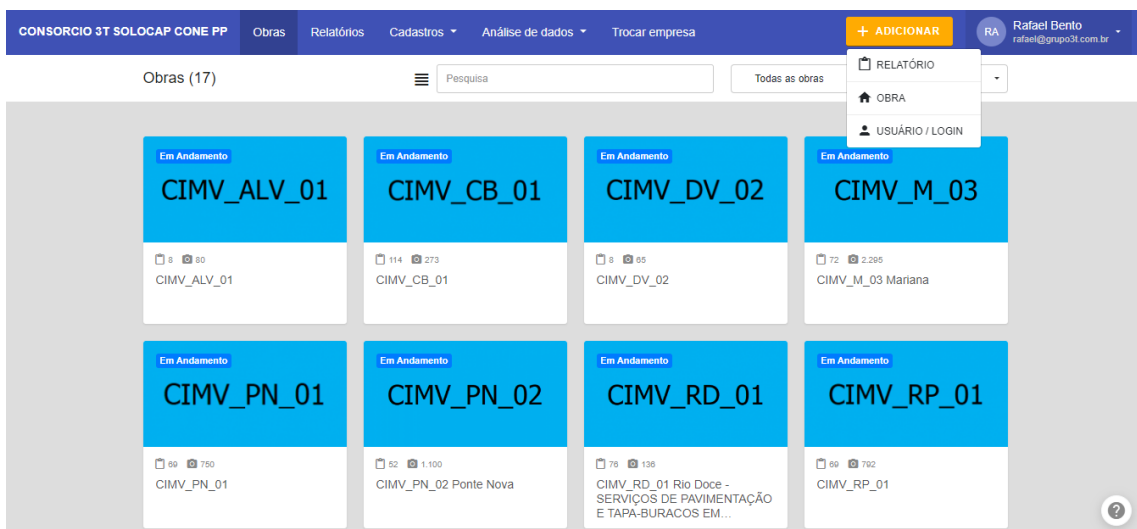 CONSORCIO 3T SOLOCAP CONE PP Obras Relatórios Cadastros Análise de dados Trocar empresa + ADICIONAR RA Rafael Bento
rafael@grupo3t.com.br
Obras (17) Pesquisa Todas as obras
RELATÓRIO
OBRA
USUÁRIO / LOGIN
Em Andamento Em Andamento Em Andamento Em Andamento
CIMV_ALV_01 CIMV_CB_01 CIMV_DV_02 CIMV_M_03
8 80 114 273 8 65 72 2.295
CIMV_ALV_01 CIMV_CB_01 CIMV_DV_02 CIMV_M_03 Mariana
Em Andamento Em Andamento Em Andamento Em Andamento
CIMV_PN_01 CIMV_PN_02 CIMV_RD_01 CIMV_RP_01
69 750 52 1.100 76 136 69 792
CIMV_PN_01 CIMV_PN_02 Ponte Nova CIMV_RD_01 Rio Doce - CIMV_RP_01
SERVIÇOS DE PAVIMENTAÇÃO
E TAPA-BURACOS EM...
?